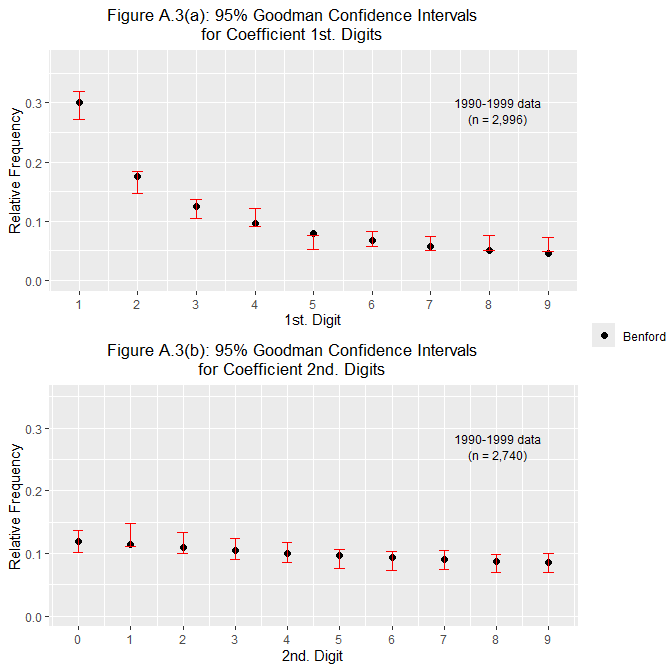 Figure A.3(a): 95% Goodman Confidence Intervals
for Coefficient 1st. Digits
Relative Frequency
0.3
0.2
0.1
0.0
1990-1999 data
(n = 2,996)
1 2 3 4 5 6 7 8 9
1st. Digit
Benford
Figure A.3(b): 95% Goodman Confidence Intervals
for Coefficient 2nd. Digits
Relative Frequency
0.3
0.2
0.1
0.0
1990-1999 data
(n = 2,740)
0 1 2 3 4 5 6 7 8 9
2nd. Digit